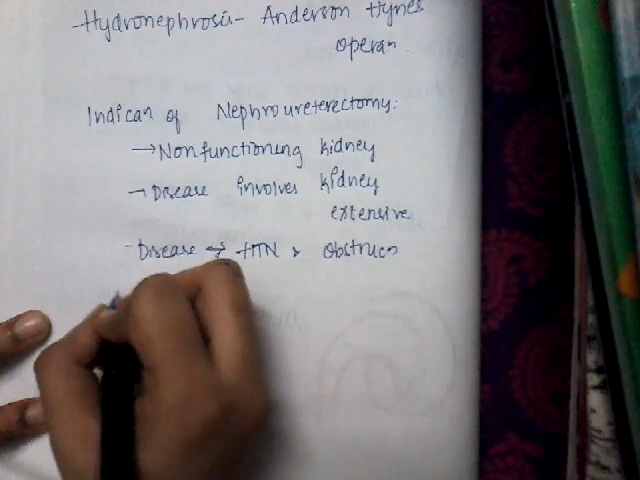 -Hydronephrosis- Anderson Hynes
operan.
Indican of Nephroureterectomy:
→Nonfunctioning kidney
→Disease involves kidney
extensive
-Disease → HTN & Obstrucn